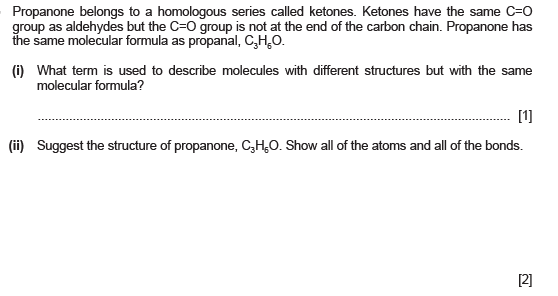 Propanone belongs to a homologous series called ketones. Ketones have the same C=O
group as aldehydes but the C=O group is not at the end of the carbon chain. Propanone has
the same molecular formula as propanal, C₃H₆O.
(i) What term is used to describe molecules with different structures but with the same
molecular formula?
.................................................................................................................................... [1]
(ii) Suggest the structure of propanone, C₃H₆O. Show all of the atoms and all of the bonds.
[2]